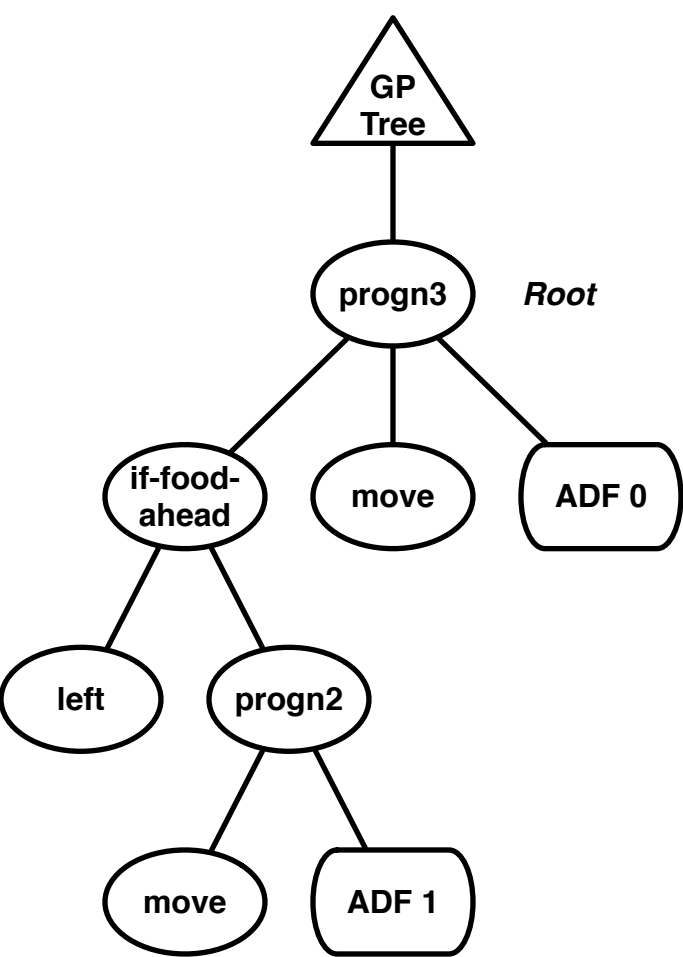 GP
Tree
progn3
Root
if-food-
ahead
move
ADF 0
left
progn2
move
ADF 1